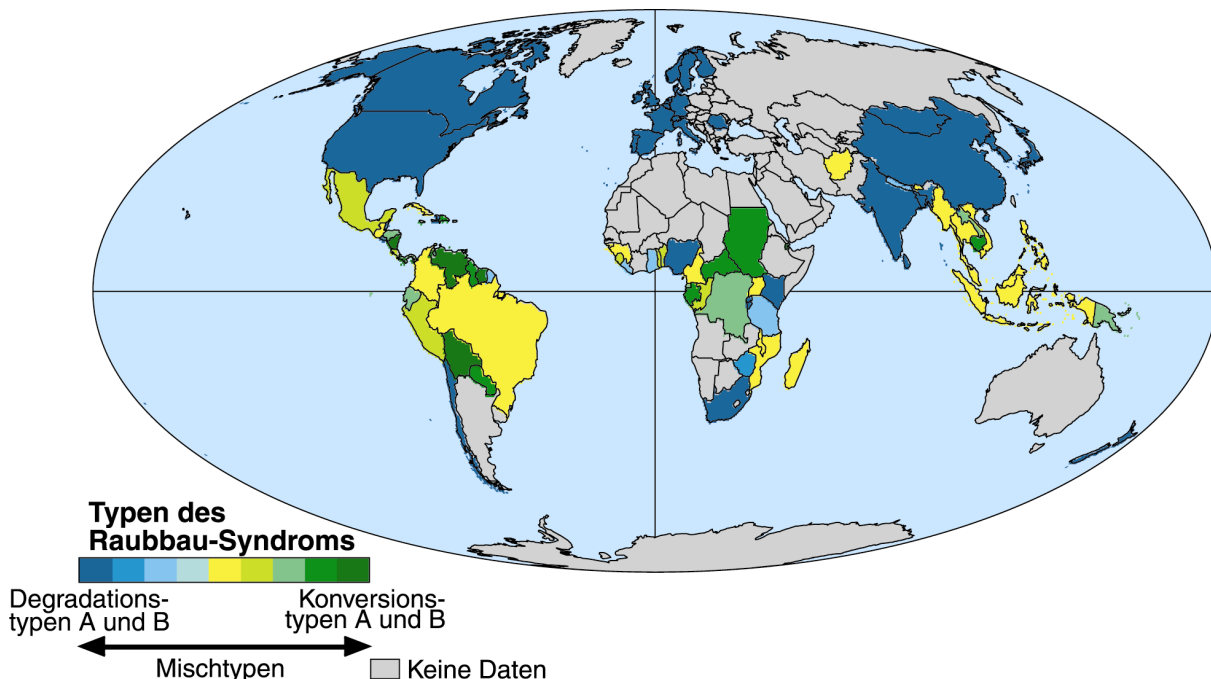 Typen des
Raubbau-Syndroms
Degradations-
typen A und B
Konversions-
typen A und B
Mischtypen
Keine Daten